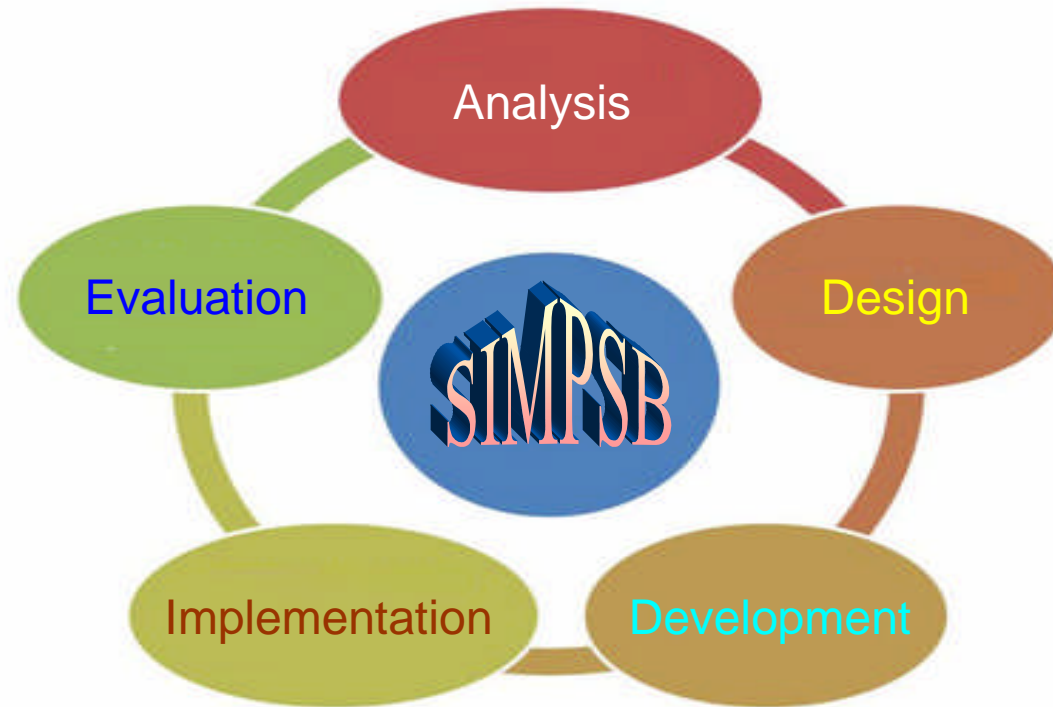 Analysis
Evaluation
Design
SIMPSB
Implementation
Development